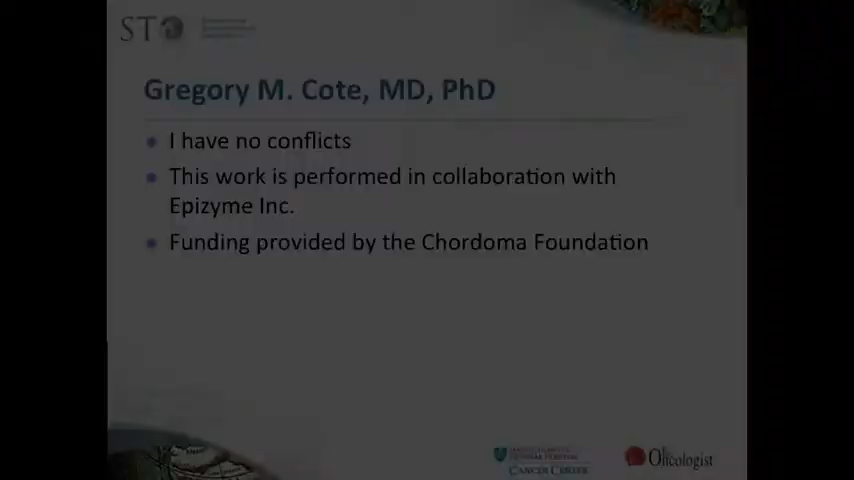 STO
Gregory M. Cote, MD, PhD
I have no conflicts
This work is performed in collaboration with
Epizyme Inc.
Funding provided by the Chordoma Foundation
CANCER CENTER
The
Oncologist